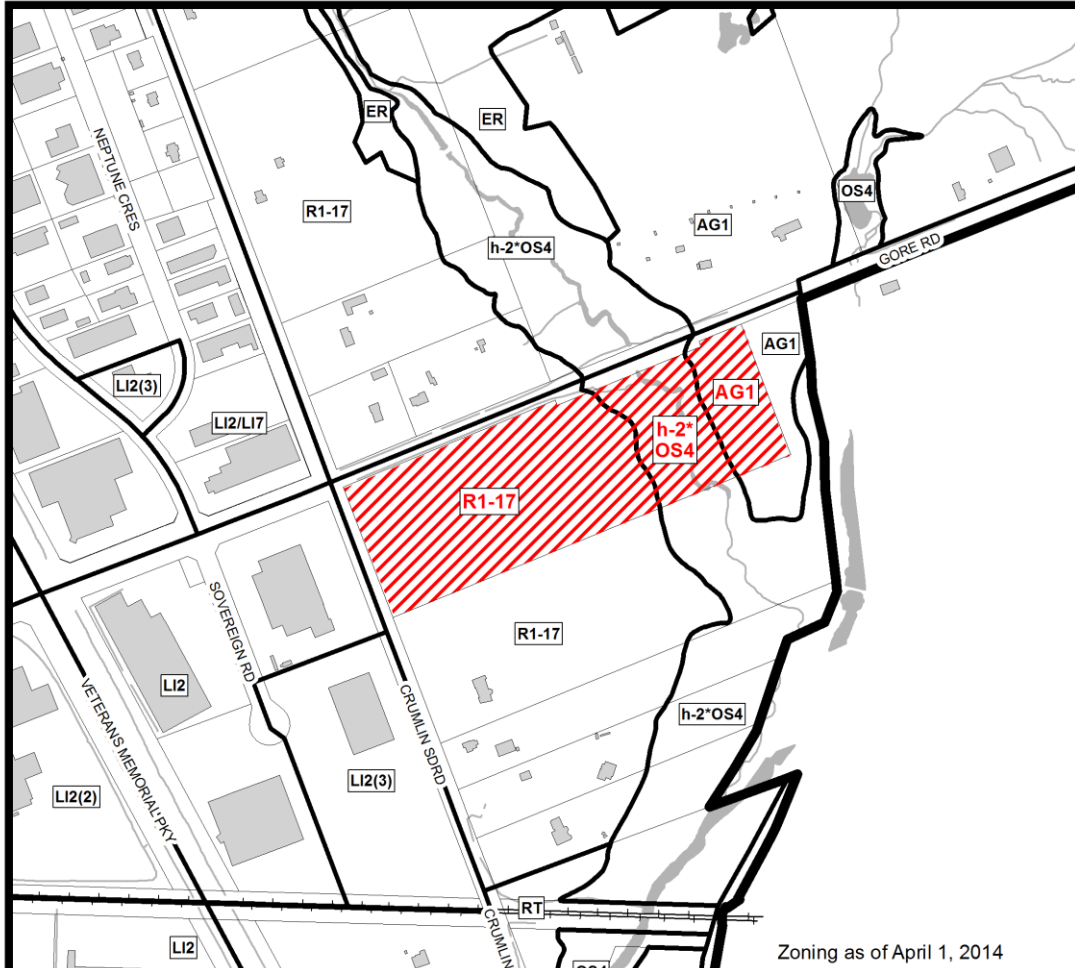 ER
ER
NEPTUNE CRES
OS4
R1-17
AG1
h-2*OS4
GORE RD
AG1
LI2(3)
AG1
LI2/LI7
h-2*
OS4
R1-17
SOVEREIGN RD
R1-17
LI2
CRUMLIN SDRD
h-2*OS4
VETERANS MEMORIAL PKY
LI2(3)
LI2(2)
RT
CRUMLIN
LI2
Zoning as of April 1, 2014
OS4